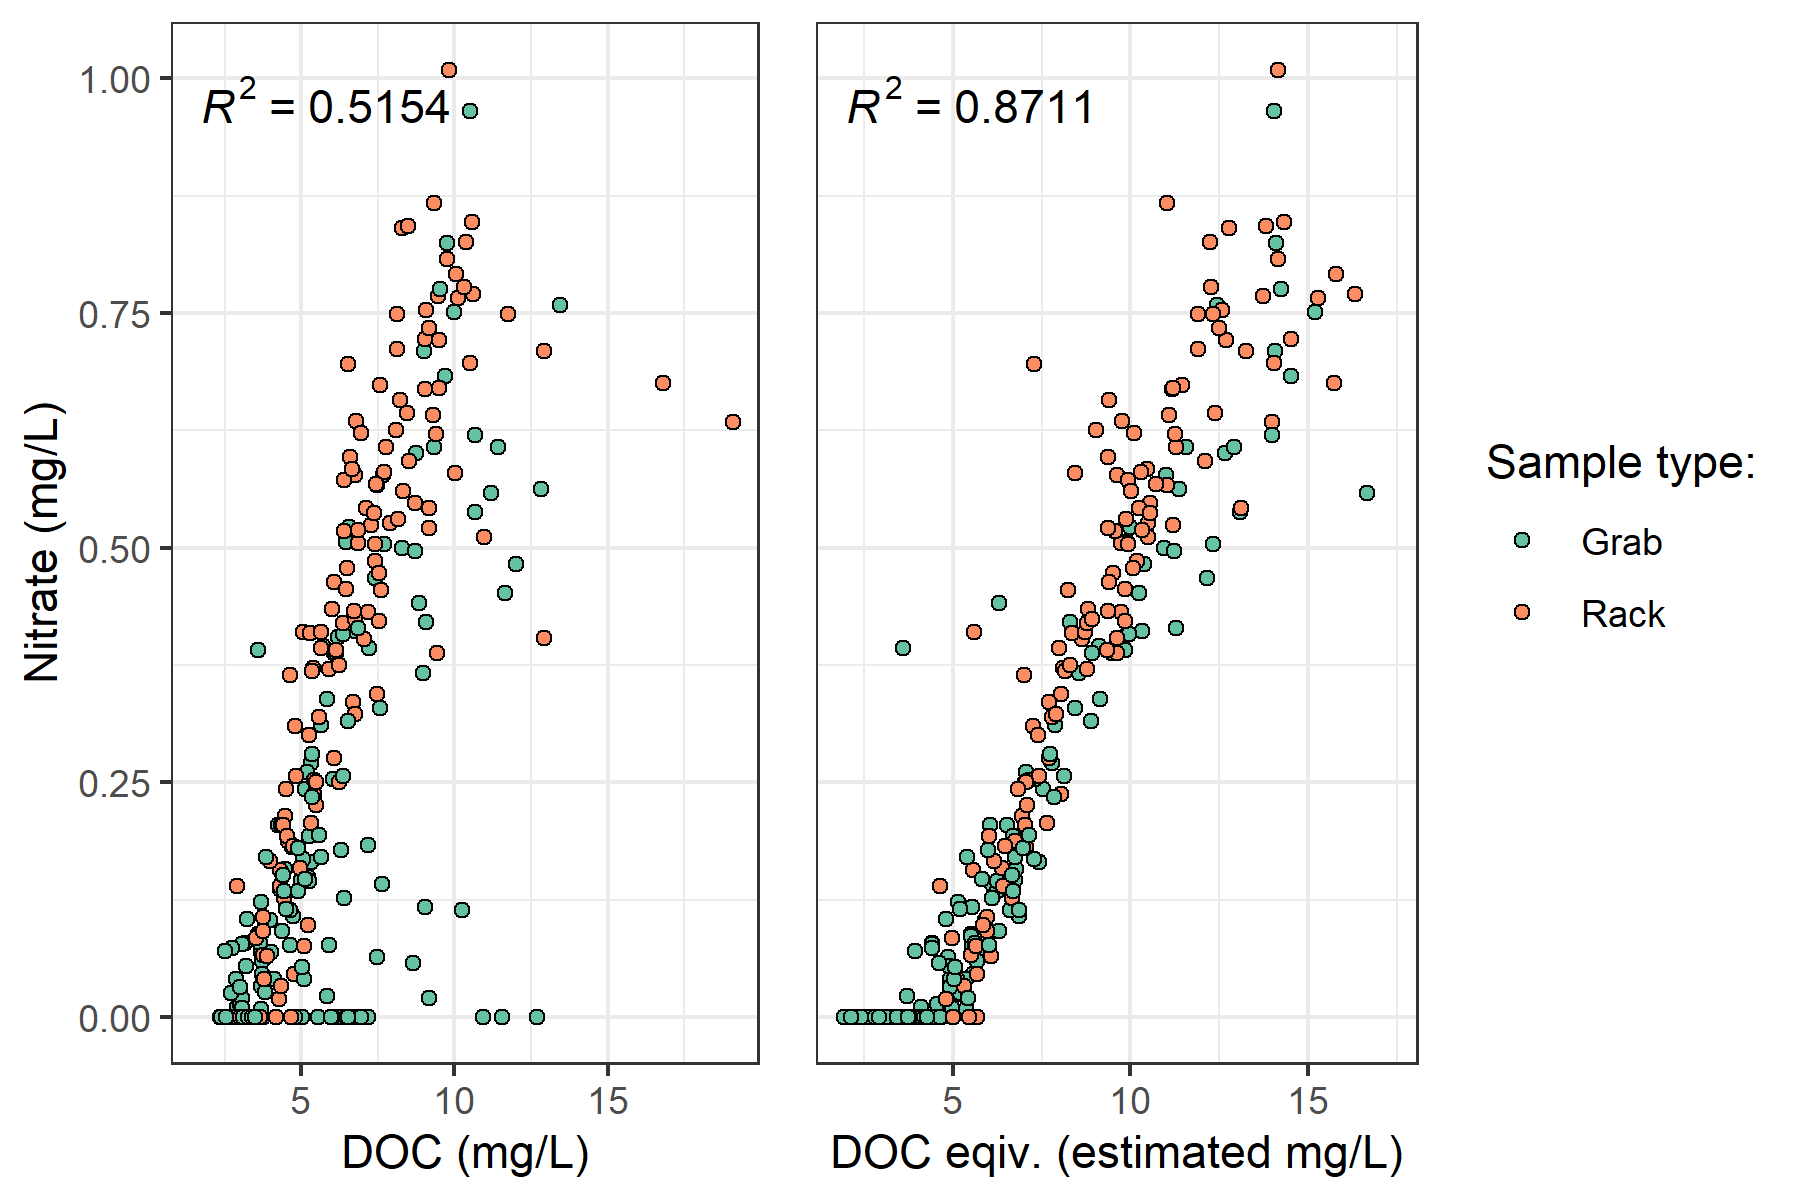 R² = 0.5154
R² = 0.8711
Nitrate (mg/L)
1.00
0.75
0.50
0.25
0.00
5 10 15
5 10 15
DOC (mg/L)
DOC eqiv. (estimated mg/L)
Sample type:
Grab
Rack